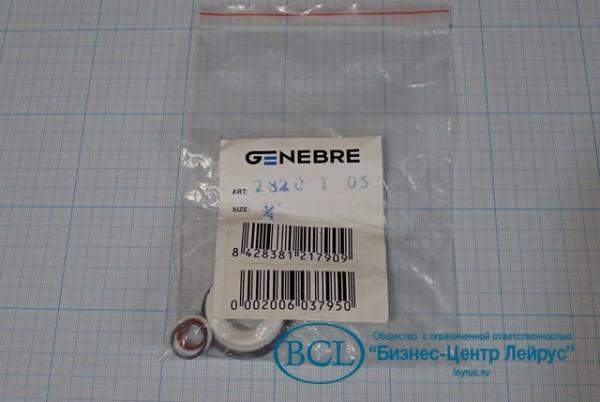 GENEBRE
ART: 2820 T 05
SIZE: 3/4"
8 428381 217909
0 002006 037950
BCL
Общество с ограниченной ответственностью
"Бизнес-Центр Лейрус"
leyrus.ru